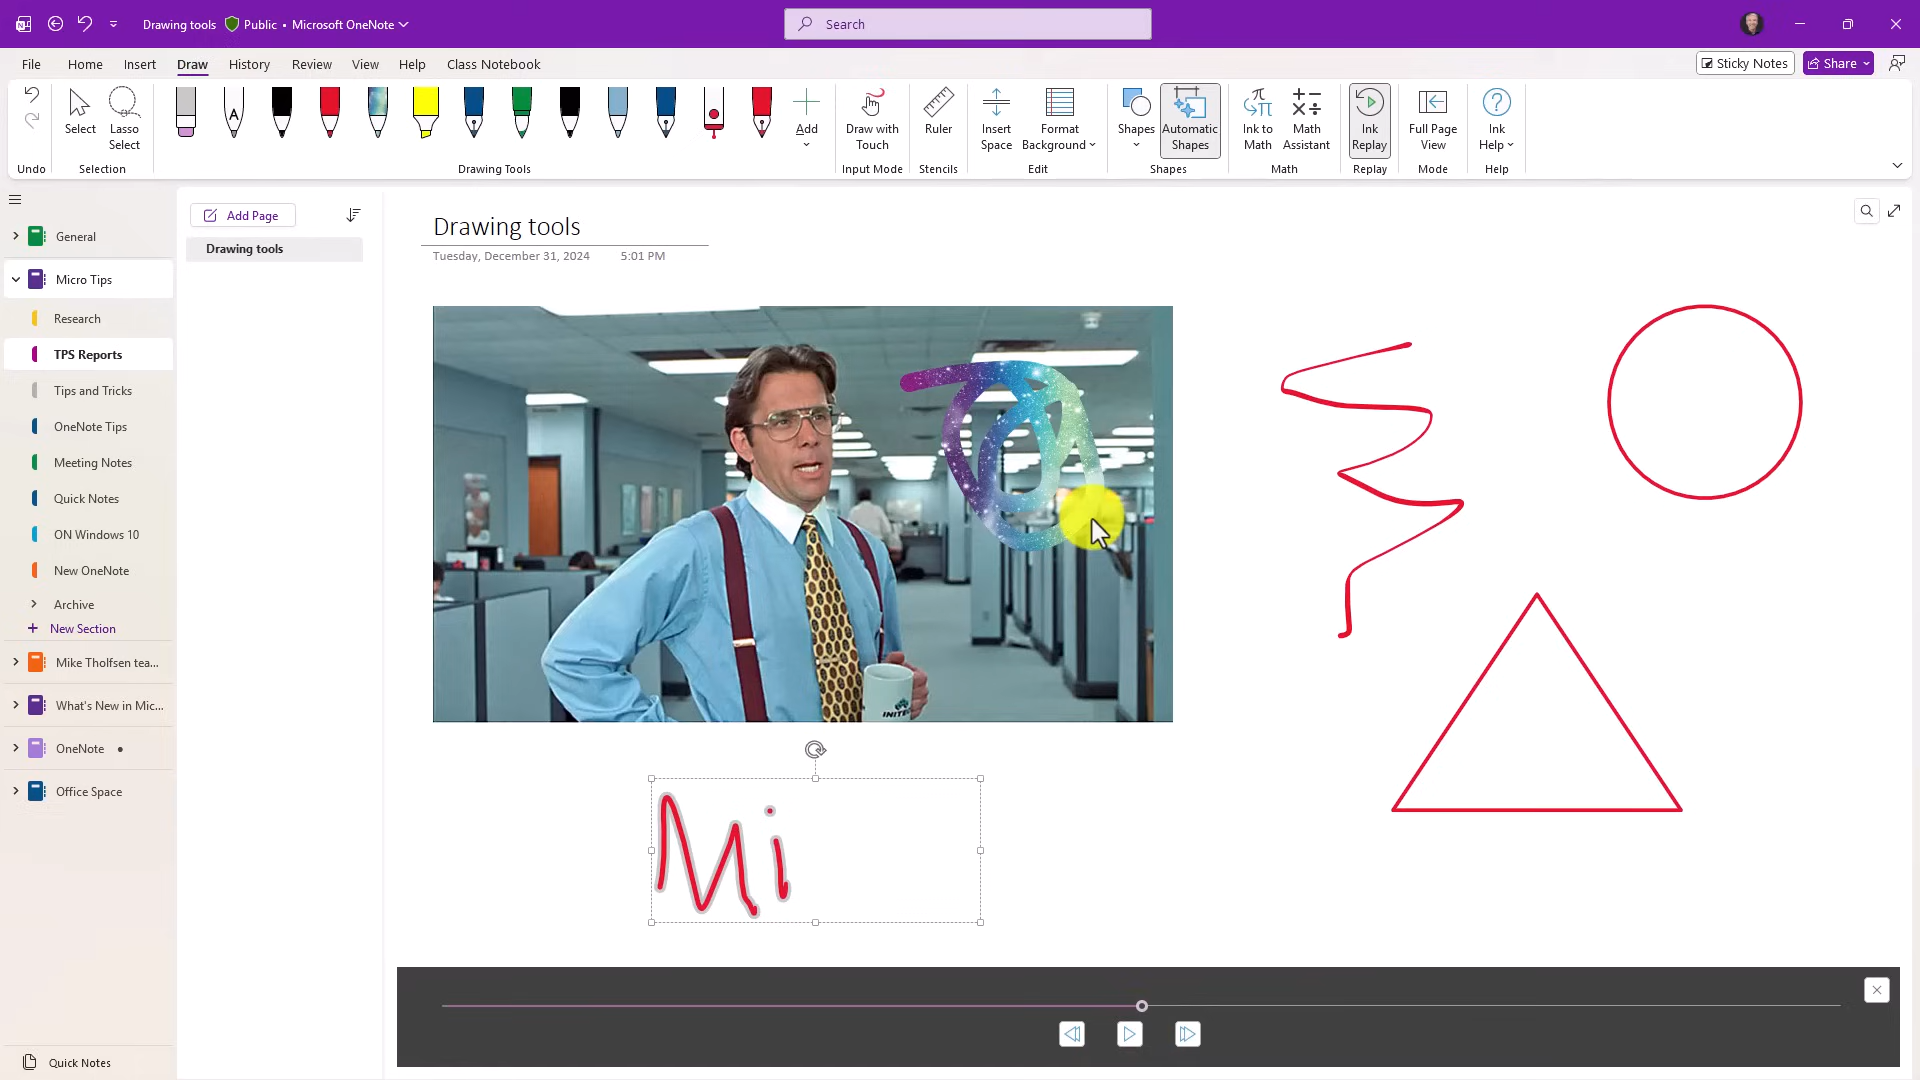 Drawing tools Public • Microsoft OneNote
Search
File Home Insert Draw History Review View Help Class Notebook
Sticky Notes Share
Select
Lasso Select
A
Add
Draw with Touch
Ruler
Insert Space
Format Background
Shapes
Automatic Shapes
Ink to Math
Math Assistant
Ink Replay
Full Page View
Ink Help
Undo Selection Drawing Tools Input Mode Stencils Edit Shapes Math Replay Mode Help
General
Micro Tips
Research
TPS Reports
Tips and Tricks
OneNote Tips
Meeting Notes
Quick Notes
ON Windows 10
New OneNote
Archive
New Section
Mike Tholfsen tea...
What's New in Mic...
OneNote
Office Space
Quick Notes
Add Page
Drawing tools
Drawing tools
Tuesday, December 31, 2024 5:01 PM
Mi